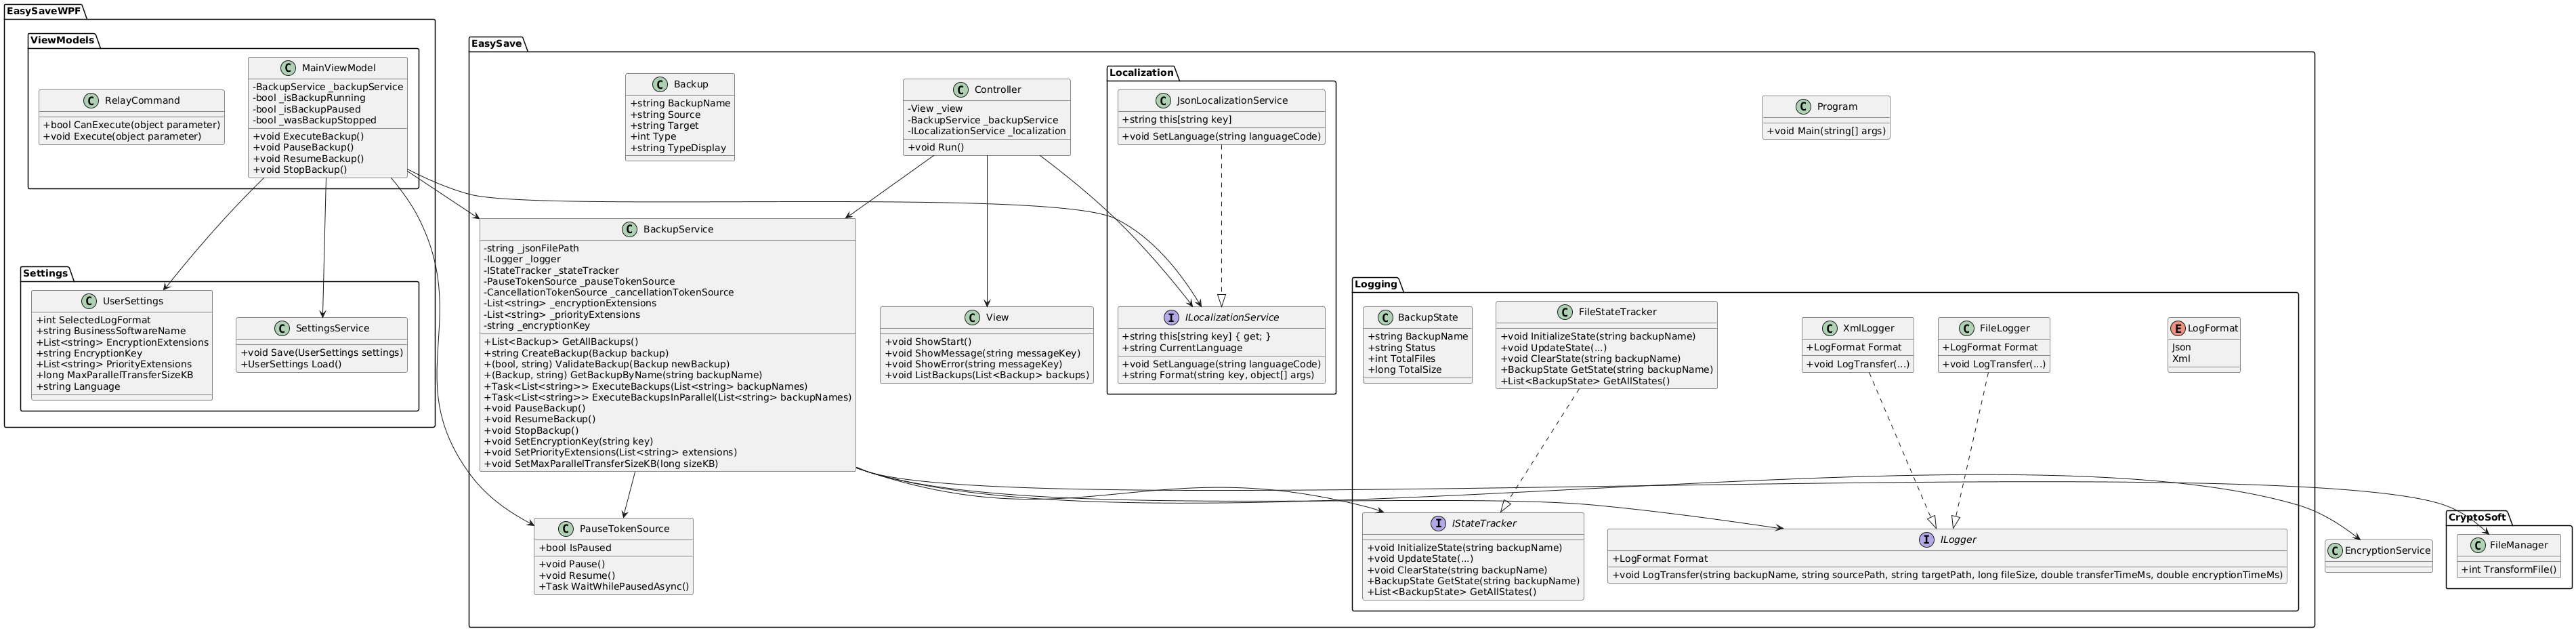 EasySaveWPF
ViewModels
C RelayCommand
+bool CanExecute(object parameter)
+void Execute(object parameter)
C MainViewModel
-BackupService _backupService
-bool _isBackupRunning
-bool _isBackupPaused
-bool _wasBackupStopped
+void ExecuteBackup()
+void PauseBackup()
+void ResumeBackup()
+void StopBackup()
Settings
C UserSettings
+int SelectedLogFormat
+string BusinessSoftwareName
+List<string> EncryptionExtensions
+string EncryptionKey
+List<string> PriorityExtensions
+long MaxParallelTransferSizeKB
+string Language
C SettingsService
+void Save(UserSettings settings)
+UserSettings Load()
EasySave
C Backup
+string BackupName
+string Source
+string Target
+int Type
+string TypeDisplay
C Controller
-View _view
-BackupService _backupService
-ILocalizationService _localization
+void Run()
C BackupService
-string _jsonFilePath
-ILogger _logger
-IStateTracker _stateTracker
-PauseTokenSource _pauseTokenSource
-CancellationTokenSource _cancellationTokenSource
-List<string> _encryptionExtensions
-List<string> _priorityExtensions
-string _encryptionKey
+List<Backup> GetAllBackups()
+string CreateBackup(Backup backup)
+(bool, string) ValidateBackup(Backup newBackup)
+(Backup, string) GetBackupByName(string backupName)
+Task<List<string>> ExecuteBackups(List<string> backupNames)
+Task<List<string>> ExecuteBackupsInParallel(List<string> backupNames)
+void PauseBackup()
+void ResumeBackup()
+void StopBackup()
+void SetEncryptionKey(string key)
+void SetPriorityExtensions(List<string> extensions)
+void SetMaxParallelTransferSizeKB(long sizeKB)
C View
+void ShowStart()
+void ShowMessage(string messageKey)
+void ShowError(string messageKey)
+void ListBackups(List<Backup> backups)
C PauseTokenSource
+bool IsPaused
+void Pause()
+void Resume()
+Task WaitWhilePausedAsync()
Localization
C JsonLocalizationService
+string this[string key]
+void SetLanguage(string languageCode)
I ILocalizationService
+string this[string key] { get; }
+string CurrentLanguage
+void SetLanguage(string languageCode)
+string Format(string key, object[] args)
C Program
+void Main(string[] args)
Logging
C BackupState
+string BackupName
+string Status
+int TotalFiles
+long TotalSize
C FileStateTracker
+void InitializeState(string backupName)
+void UpdateState(...)
+void ClearState(string backupName)
+BackupState GetState(string backupName)
+List<BackupState> GetAllStates()
C XmlLogger
+LogFormat Format
+void LogTransfer(...)
C FileLogger
+LogFormat Format
+void LogTransfer(...)
E LogFormat
Json
Xml
I IStateTracker
+void InitializeState(string backupName)
+void UpdateState(...)
+void ClearState(string backupName)
+BackupState GetState(string backupName)
+List<BackupState> GetAllStates()
I ILogger
+LogFormat Format
+void LogTransfer(string backupName, string sourcePath, string targetPath, long fileSize, double transferTimeMs, double encryptionTimeMs)
C EncryptionService
CryptoSoft
C FileManager
+int TransformFile()